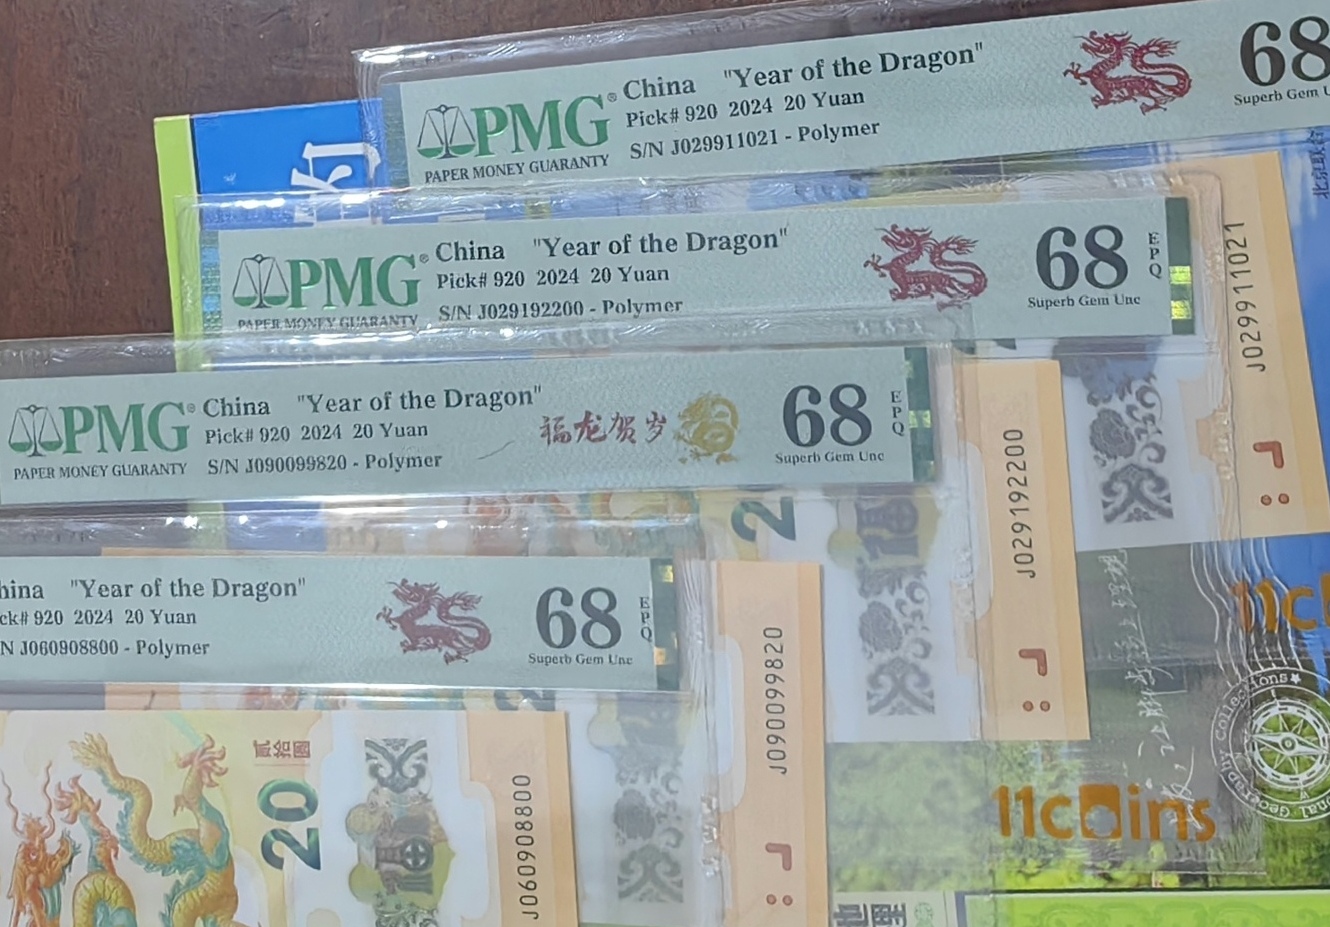 PMG®
PAPER MONEY GUARANTY
China "Year of the Dragon"
Pick# 920 2024 20 Yuan
S/N J029911021 - Polymer
68
Superb Gem
PMG®
PAPER MONEY GUARANTY
China "Year of the Dragon"
Pick# 920 2024 20 Yuan
S/N J029192200 - Polymer
68
EPQ
Superb Gem Unc
J029911021
PMG®
PAPER MONEY GUARANTY
China "Year of the Dragon"
Pick# 920 2024 20 Yuan
S/N J090099820 - Polymer
福龙贺岁
68
EPQ
Superb Gem Unc
J029192200
"Year of the Dragon"
920 2024 20 Yuan
J060908800 - Polymer
68
EPQ
Superb Gem Unc
J090099820
贰拾圆
20
J060908800
11coins